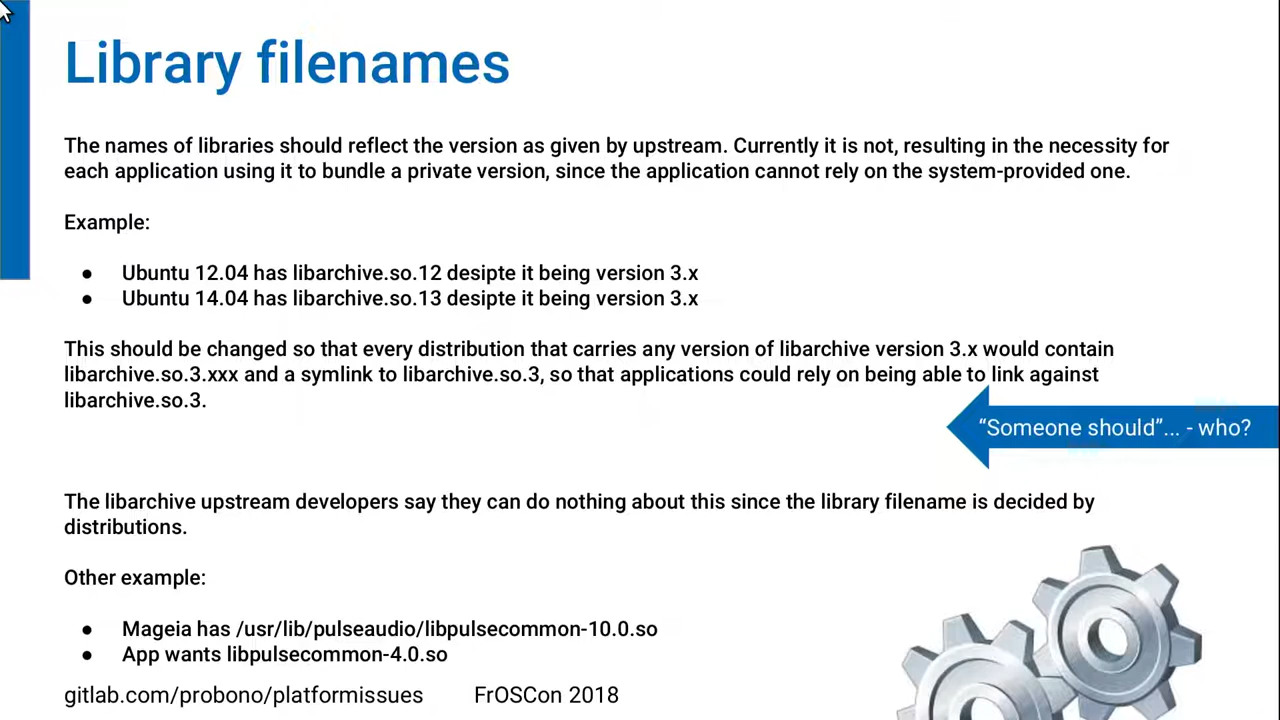 Library filenames
The names of libraries should reflect the version as given by upstream. Currently it is not, resulting in the necessity for
each application using it to bundle a private version, since the application cannot rely on the system-provided one.
Example:
● Ubuntu 12.04 has libarchive.so.12 desipte it being version 3.x
● Ubuntu 14.04 has libarchive.so.13 desipte it being version 3.x
This should be changed so that every distribution that carries any version of libarchive version 3.x would contain
libarchive.so.3.xxx and a symlink to libarchive.so.3, so that applications could rely on being able to link against
libarchive.so.3.
“Someone should”... - who?
The libarchive upstream developers say they can do nothing about this since the library filename is decided by
distributions.
Other example:
● Mageia has /usr/lib/pulseaudio/libpulsecommon-10.0.so
● App wants libpulsecommon-4.0.so
gitlab.com/probono/platformissues FrOSCon 2018